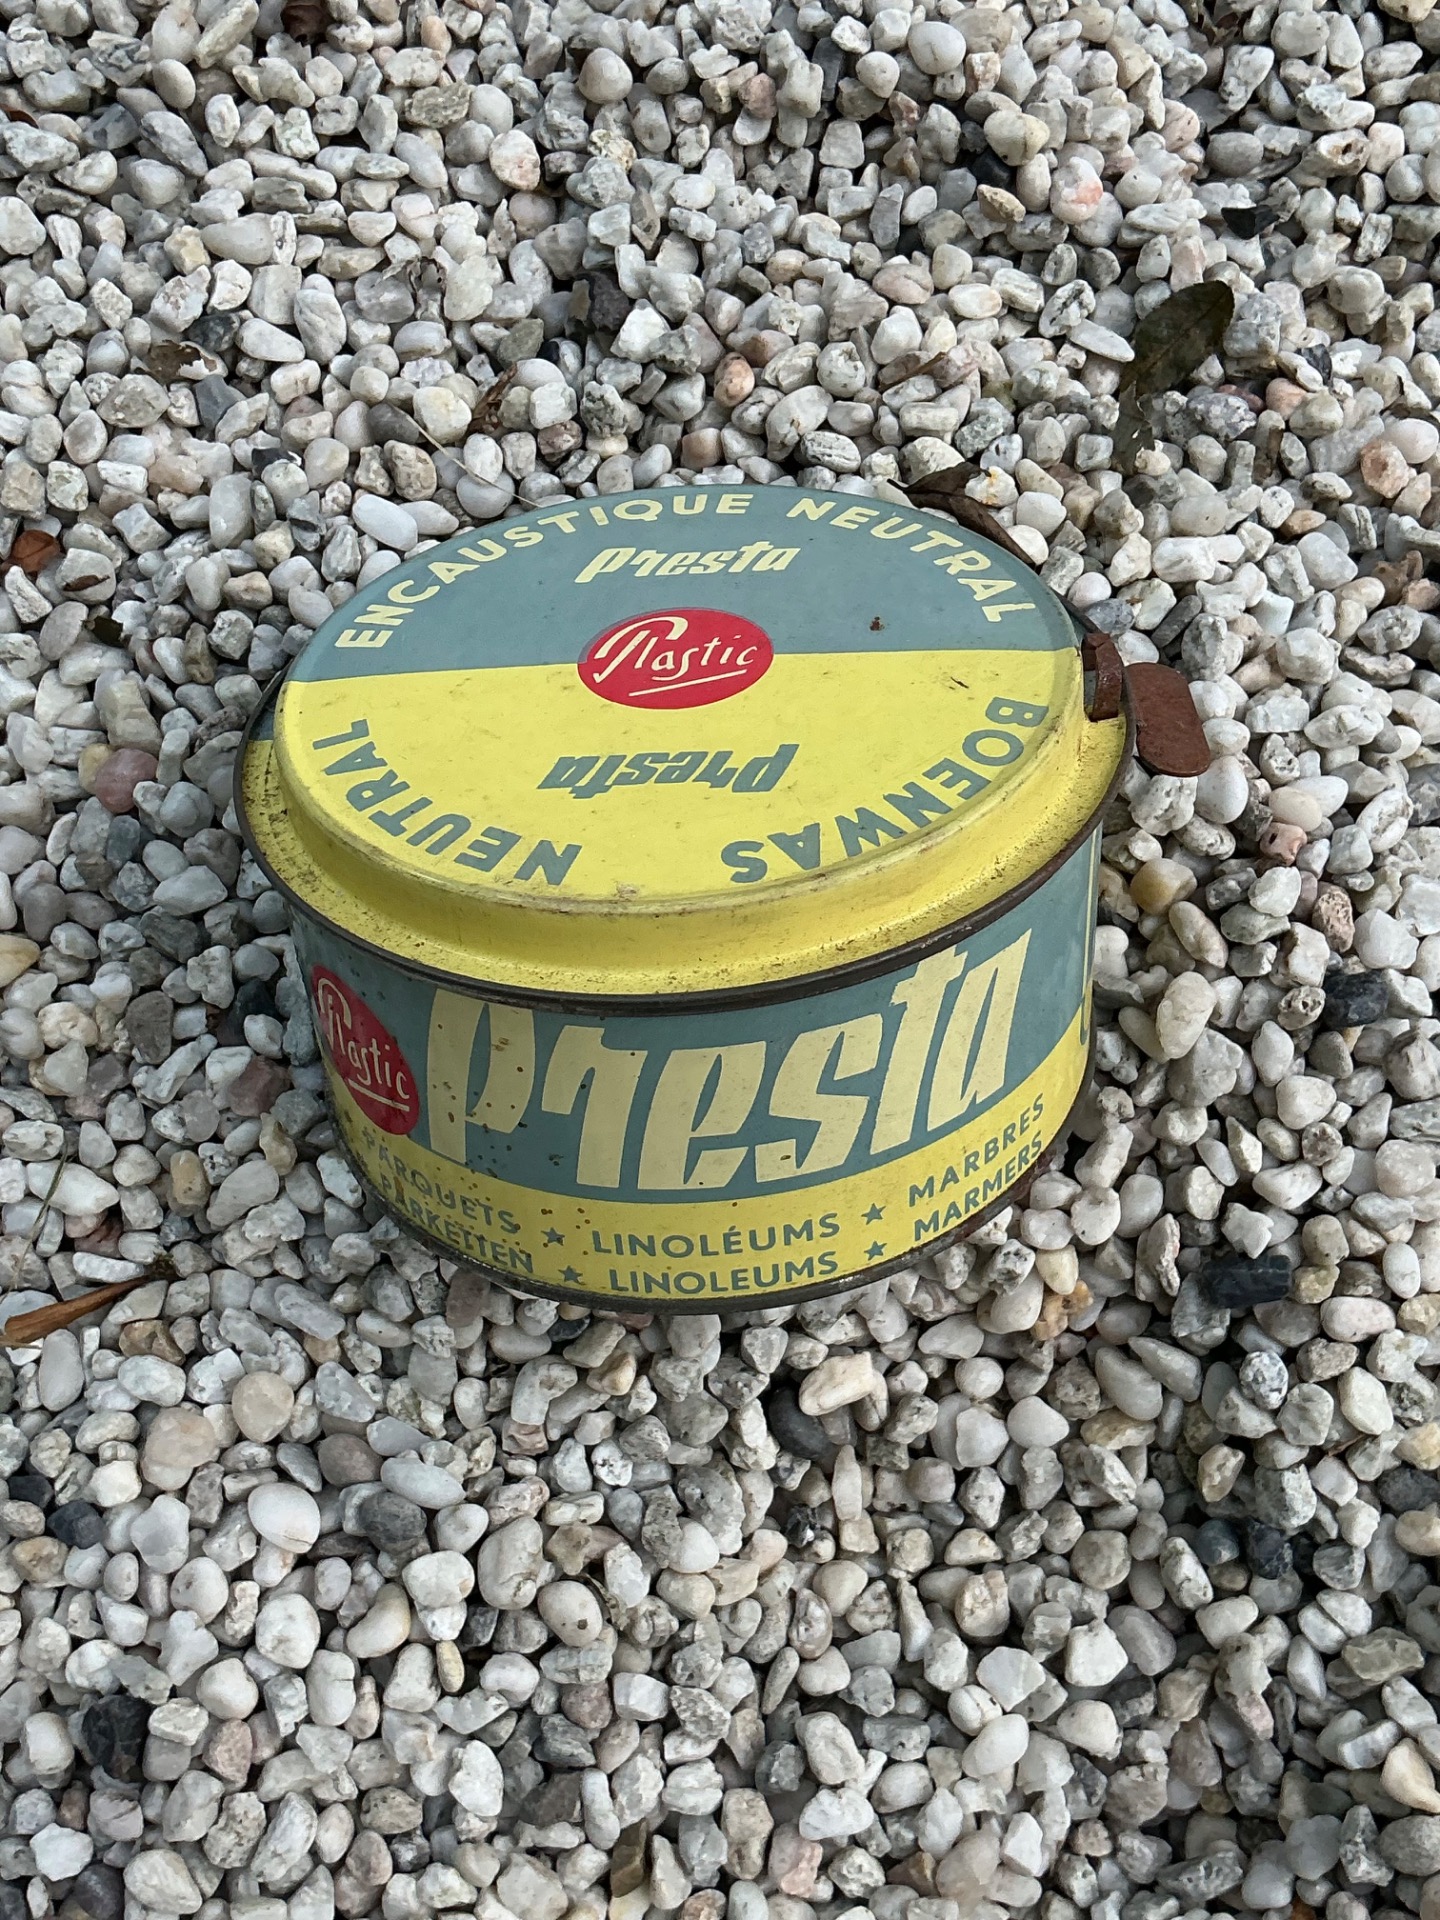 ENCAUSTIQUE NEUTRAL
Presta
Plastic
Presta
BOENWAS NEUTRAL
Plastic
Presta
PARQUETS ★ LINOLÉUMS ★ MARBRES
PARKETTEN ★ LINOLEUMS ★ MARMERS